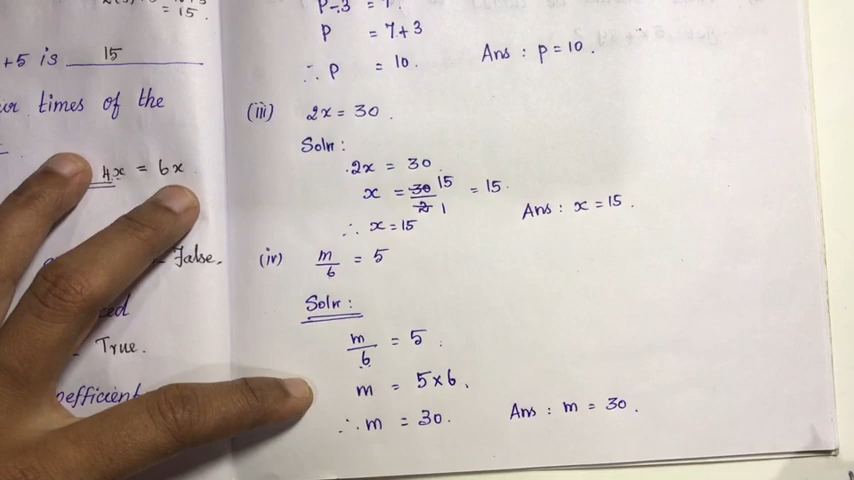 = 15.
+5 is 15
times of the
4x = 6x
False.
True.
P-3 = 7.
P = 7+3
∴ P = 10. Ans : p = 10.
(iii) 2x = 30.
Soln:
2x = 30.
x = 30/2 15 1 = 15.
∴ x = 15 Ans : x = 15.
(iv) m/6 = 5
Soln:
m/6 = 5
m = 5×6.
∴ m = 30. Ans : m = 30.